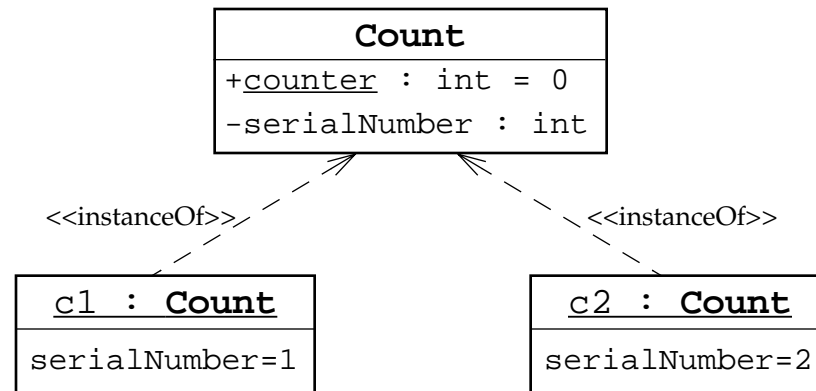 Count
+counter : int = 0
-serialNumber : int
<<instanceOf>>
<<instanceOf>>
c1 : Count
serialNumber=1
c2 : Count
serialNumber=2